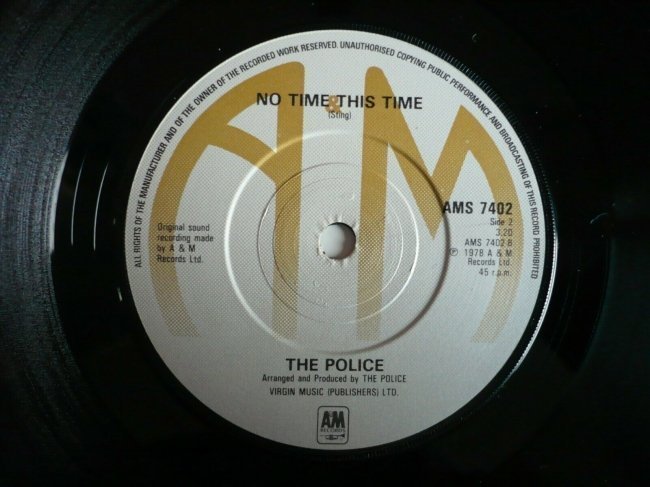 ALL RIGHTS OF THE MANUFACTURER AND OF THE OWNER OF THE RECORDED WORK RESERVED. UNAUTHORISED COPYING PUBLIC PERFORMANCE AND BROADCASTING OF THIS RECORD PROHIBITED
A&M
NO TIME THIS TIME
(Sting)
Original sound
recording made
by A & M
Records Ltd.
AMS 7402
Side 2
3.20
AMS 7402 B
℗ 1978 A & M
Records Ltd.
45 r.p.m.
THE POLICE
Arranged and Produced by THE POLICE
VIRGIN MUSIC (PUBLISHERS) LTD.
A&M
RECORDS